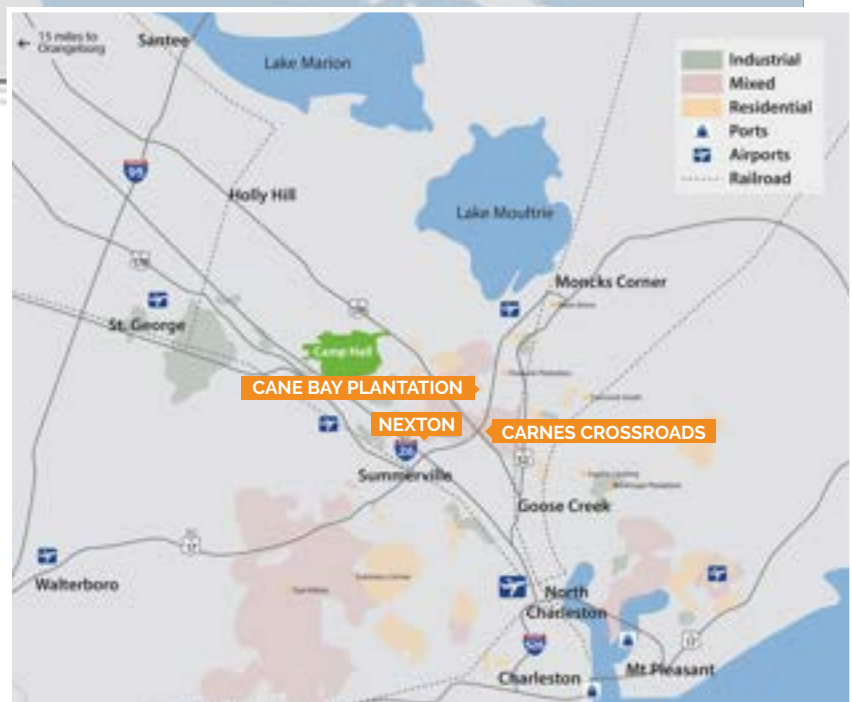 15 miles to
Orangeburg
Santee
Lake Marion
Industrial
Mixed
Residential
Ports
Airports
Railroad
95
Holly Hill
Lake Moultrie
176
Moncks Corner
St. George
Camp Hall
CANE BAY PLANTATION
NEXTON
CARNES CROSSROADS
26
52
Summerville
Goose Creek
17
Walterboro
North
Charleston
17
Mt Pleasant
Charleston